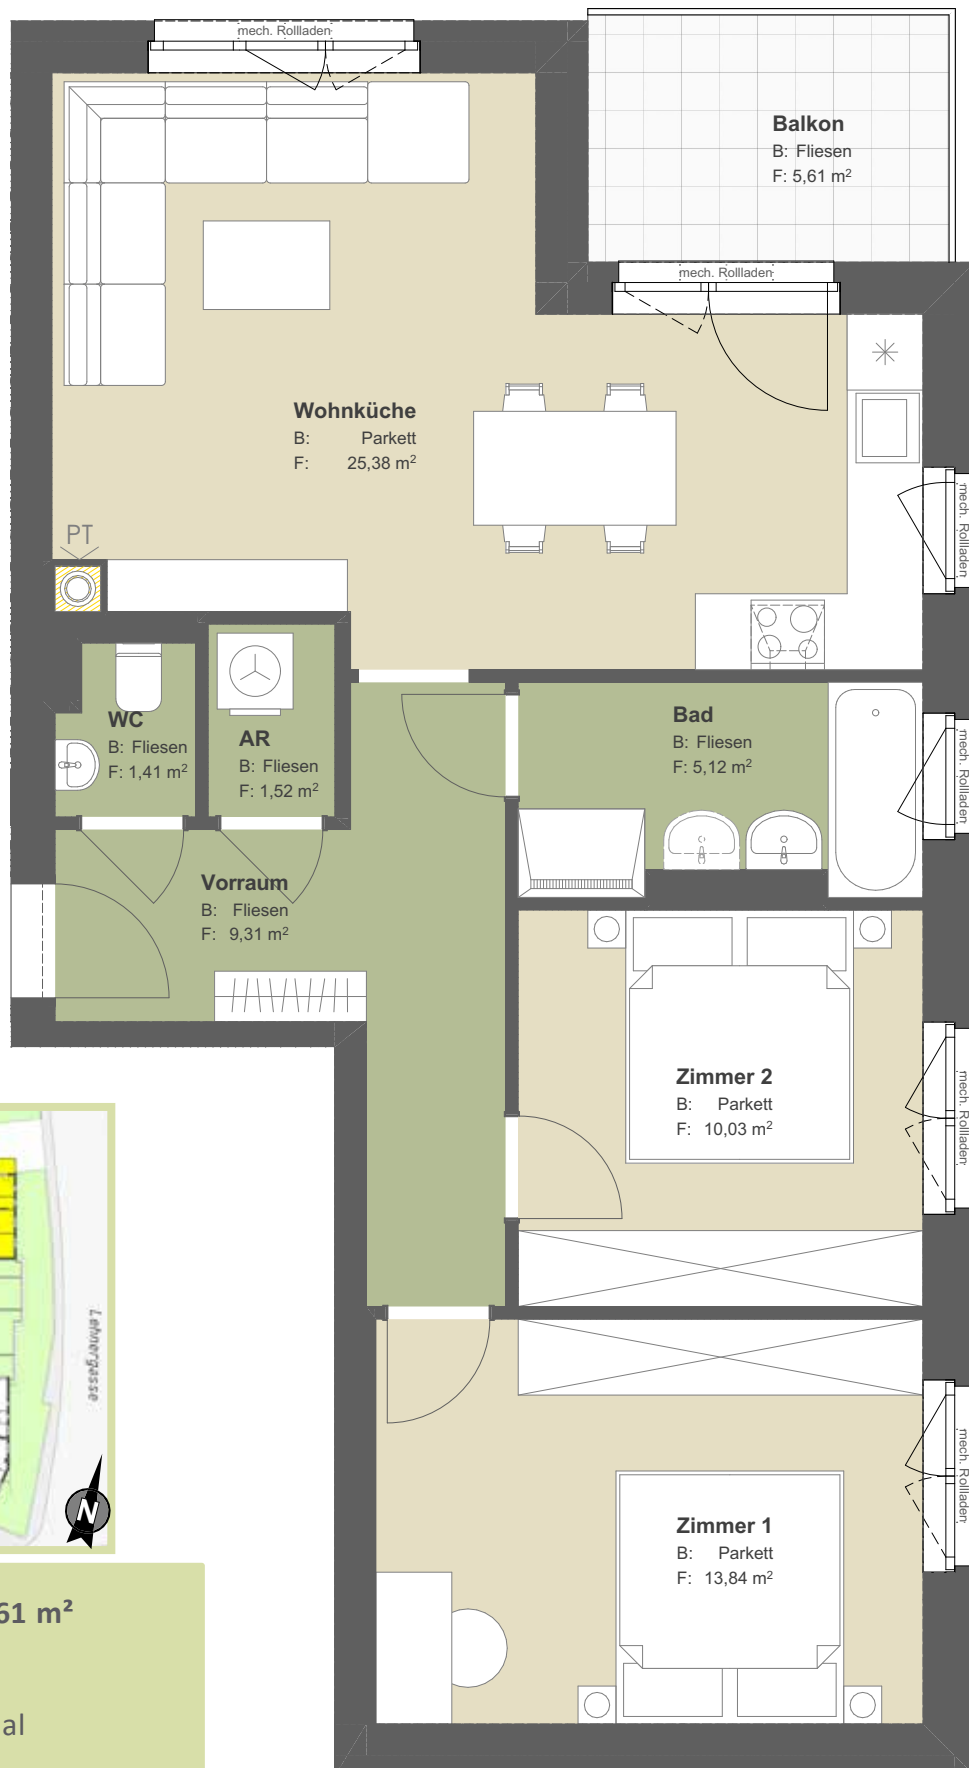 mech. Rollladen
Balkon
B: Fliesen
F: 5,61 m²
mech. Rollladen
Wohnküche
B: Parkett
F: 25,38 m²
mech. Rollladen
PT
WC
B: Fliesen
F: 1,41 m²
AR
B: Fliesen
F: 1,52 m²
Bad
B: Fliesen
F: 5,12 m²
mech. Rollladen
Vorraum
B: Fliesen
F: 9,31 m²
Zimmer 2
B: Parkett
F: 10,03 m²
mech. Rollladen
Lehnergasse
N
Zimmer 1
B: Parkett
F: 13,84 m²
mech. Rollladen
61 m²
al